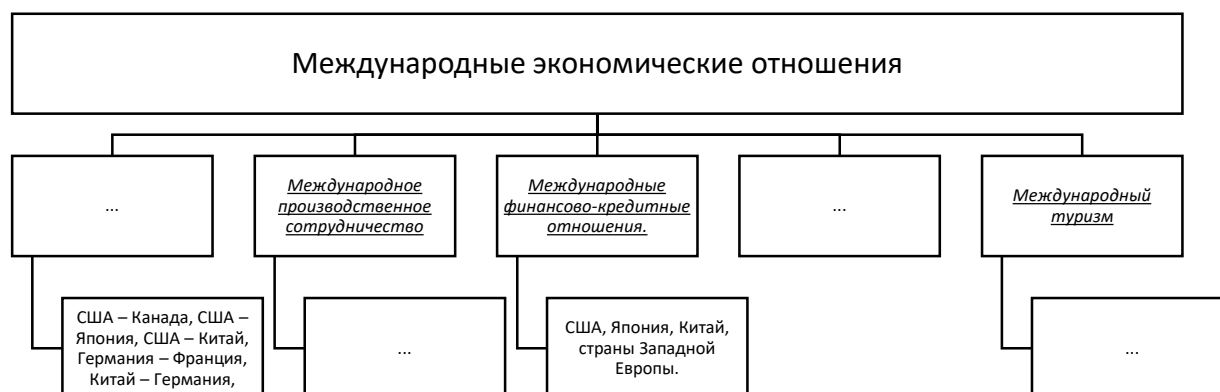 Международные экономические отношения
...
Международное
производственное
сотрудничество
Международные
финансово-кредитные
отношения.
...
Международный
туризм
США – Канада, США –
Япония, США – Китай,
Германия – Франция,
Китай – Германия,
...
США, Япония, Китай,
страны Западной
Европы.
...